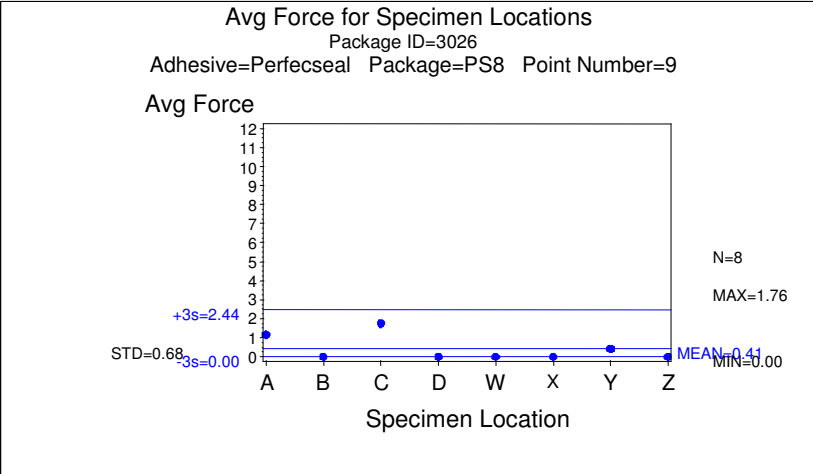 Avg Force for Specimen Locations
Package ID=3026
Adhesive=Perfecseal Package=PS8 Point Number=9
Avg Force
12
11
10
9
8
7
6
5
4
3
2
1
0
N=8
MAX=1.76
+3s=2.44
STD=0.68
-3s=0.00
MEAN=0.41
MIN=0.00
A B C D W X Y Z
Specimen Location